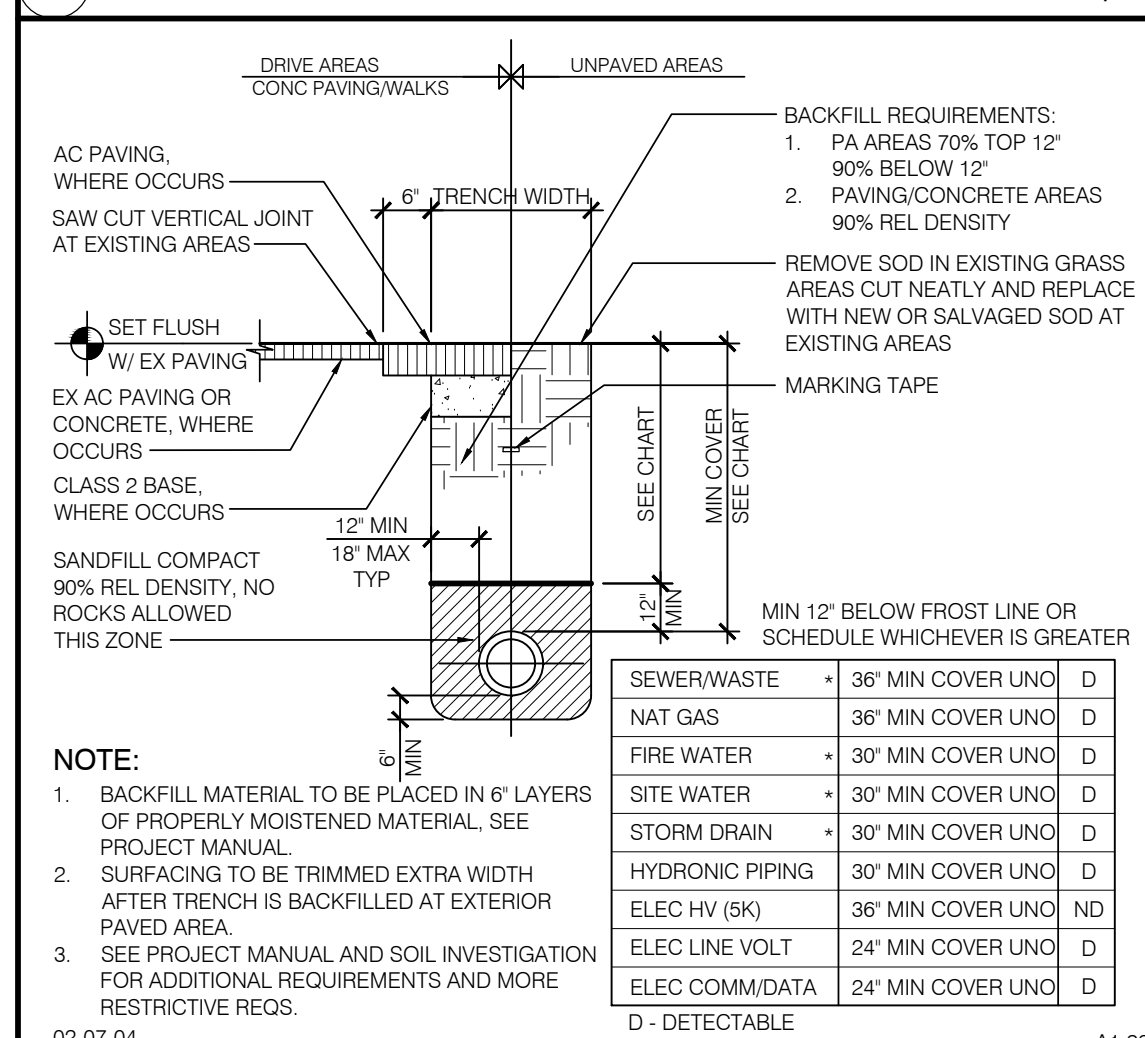 DRIVE AREAS
CONC PAVING/WALKS
UNPAVED AREAS
BACKFILL REQUIREMENTS:
1. PA AREAS 70% TOP 12"
90% BELOW 12"
2. PAVING/CONCRETE AREAS
90% REL DENSITY
AC PAVING,
WHERE OCCURS
6" TRENCH WIDTH
SAW CUT VERTICAL JOINT
AT EXISTING AREAS
REMOVE SOD IN EXISTING GRASS
AREAS CUT NEATLY AND REPLACE
WITH NEW OR SALVAGED SOD AT
EXISTING AREAS
SET FLUSH
W/ EX PAVING
MARKING TAPE
EX AC PAVING OR
CONCRETE, WHERE
OCCURS
SEE CHART
MIN COVER
SEE CHART
CLASS 2 BASE,
WHERE OCCURS
12" MIN
18" MAX
TYP
SANDFILL COMPACT
90% REL DENSITY, NO
ROCKS ALLOWED
THIS ZONE
12"
MIN
MIN 12" BELOW FROST LINE OR
SCHEDULE WHICHEVER IS GREATER
6"
MIN
SEWER/WASTE * 36" MIN COVER UNO D
NAT GAS 36" MIN COVER UNO D
FIRE WATER * 30" MIN COVER UNO D
SITE WATER * 30" MIN COVER UNO D
STORM DRAIN * 30" MIN COVER UNO D
HYDRONIC PIPING 30" MIN COVER UNO D
ELEC HV (5K) 36" MIN COVER UNO ND
ELEC LINE VOLT 24" MIN COVER UNO D
ELEC COMM/DATA 24" MIN COVER UNO D
D - DETECTABLE
NOTE:
1. BACKFILL MATERIAL TO BE PLACED IN 6" LAYERS
OF PROPERLY MOISTENED MATERIAL, SEE
PROJECT MANUAL.
2. SURFACING TO BE TRIMMED EXTRA WIDTH
AFTER TRENCH IS BACKFILLED AT EXTERIOR
PAVED AREA.
3. SEE PROJECT MANUAL AND SOIL INVESTIGATION
FOR ADDITIONAL REQUIREMENTS AND MORE
RESTRICTIVE REQS.